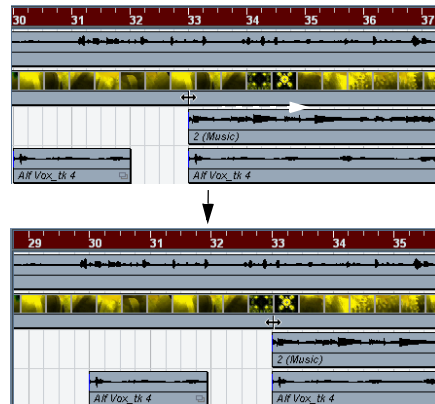 30 31 32 33 34 35 36 37
2 (Music)
Alf Vox_tk 4 Alf Vox_tk 4
29 30 31 32 33 34 35
2 (Music)
Alf Vox_tk 4 Alf Vox_tk 4